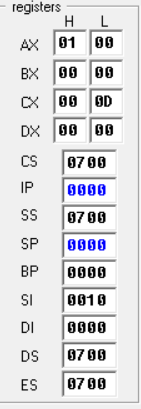 registers
H L
AX 01 00
BX 00 00
CX 00 0D
DX 00 00
CS 0700
IP 0000
SS 0700
SP 0000
BP 0000
SI 0010
DI 0000
DS 0700
ES 0700